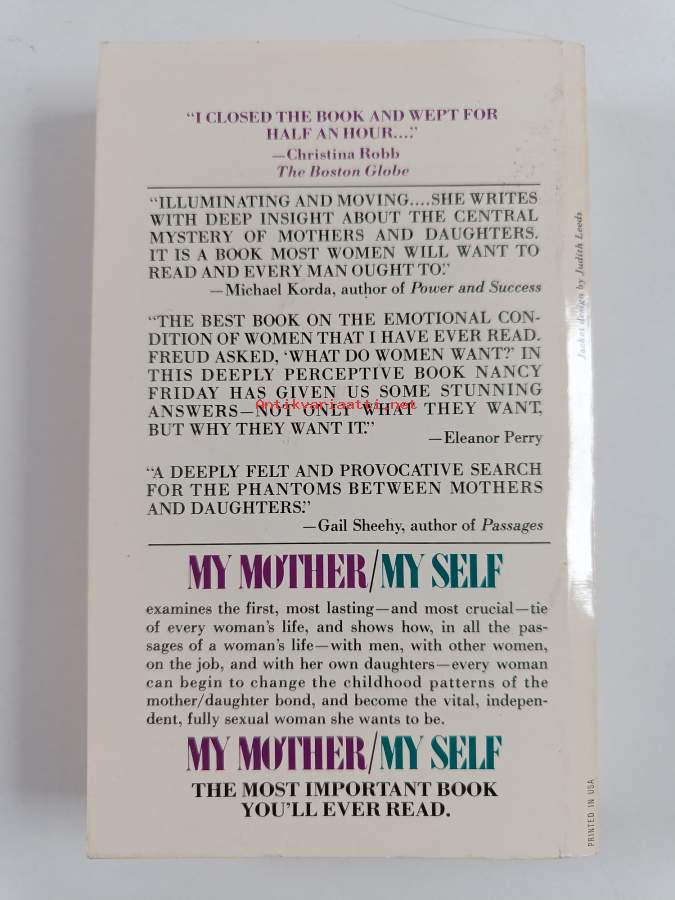 "I CLOSED THE BOOK AND WEPT FOR
HALF AN HOUR...."
—Christina Robb
The Boston Globe
"ILLUMINATING AND MOVING....SHE WRITES
WITH DEEP INSIGHT ABOUT THE CENTRAL
MYSTERY OF MOTHERS AND DAUGHTERS.
IT IS A BOOK MOST WOMEN WILL WANT TO
READ AND EVERY MAN OUGHT TO."
—Michael Korda, author of Power and Success
"THE BEST BOOK ON THE EMOTIONAL CON-
DITION OF WOMEN THAT I HAVE EVER READ.
FREUD ASKED, 'WHAT DO WOMEN WANT?' IN
THIS DEEPLY PERCEPTIVE BOOK NANCY
FRIDAY HAS GIVEN US SOME STUNNING
ANSWERS—NOT ONLY WHAT THEY WANT,
Antikvariaatti.net
BUT WHY THEY WANT IT."
—Eleanor Perry
"A DEEPLY FELT AND PROVOCATIVE SEARCH
FOR THE PHANTOMS BETWEEN MOTHERS
AND DAUGHTERS."
—Gail Sheehy, author of Passages
MY MOTHER/MY SELF
examines the first, most lasting—and most crucial—tie
of every woman's life, and shows how, in all the pas-
sages of a woman's life—with men, with other women,
on the job, and with her own daughters—every woman
can begin to change the childhood patterns of the
mother/daughter bond, and become the vital, indepen-
dent, fully sexual woman she wants to be.
MY MOTHER/MY SELF
THE MOST IMPORTANT BOOK
YOU'LL EVER READ.
Jacket design by Judith Leeds
PRINTED IN USA